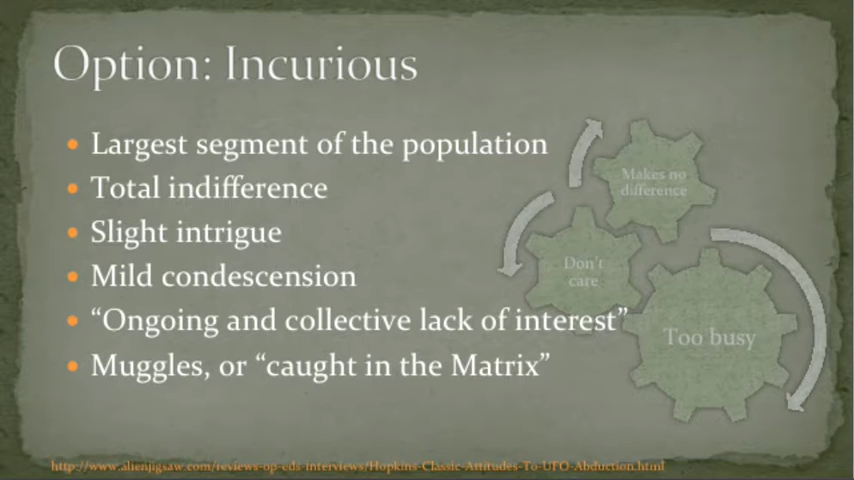 Option: Incurious
Largest segment of the population
Total indifference
Slight intrigue
Mild condescension
“Ongoing and collective lack of interest”
Muggles, or “caught in the Matrix”
Makes no
difference
Don't
care
Too busy
http://www.alienjigsaw.com/reviews-op-eds-interviews/Hopkins-Classic-Attitudes-To-UFO-Abduction.html